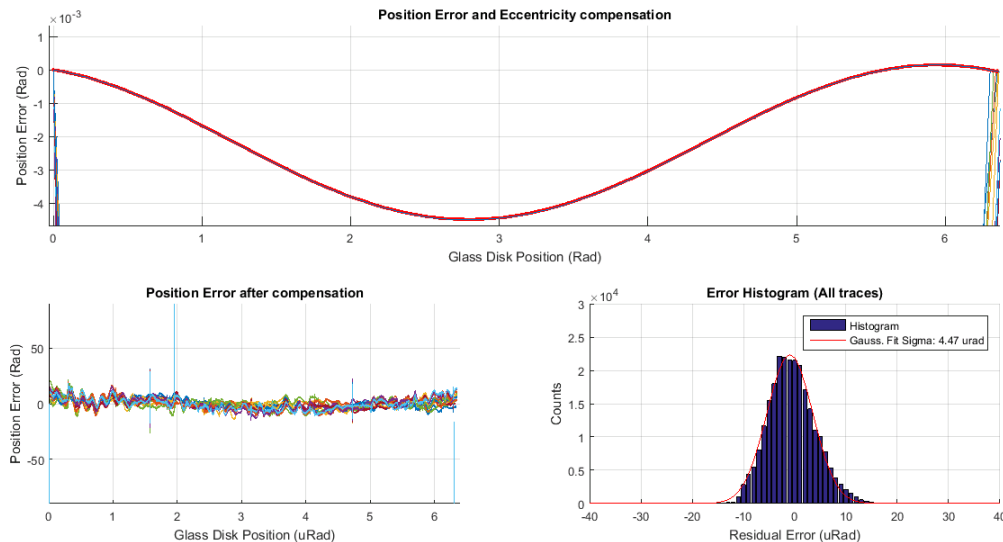 Position Error and Eccentricity compensation
×10⁻³
1
0
-1
-2
-3
-4
Position Error (Rad)
0 1 2 3 4 5 6
Glass Disk Position (Rad)
Position Error after compensation
50
0
-50
Position Error (Rad)
0 1 2 3 4 5 6
Glass Disk Position (uRad)
Error Histogram (All traces)
×10⁴
3
2.5
2
1.5
1
0.5
0
Counts
Histogram
Gauss. Fit Sigma: 4.47 urad
-40 -30 -20 -10 0 10 20 30 40
Residual Error (uRad)